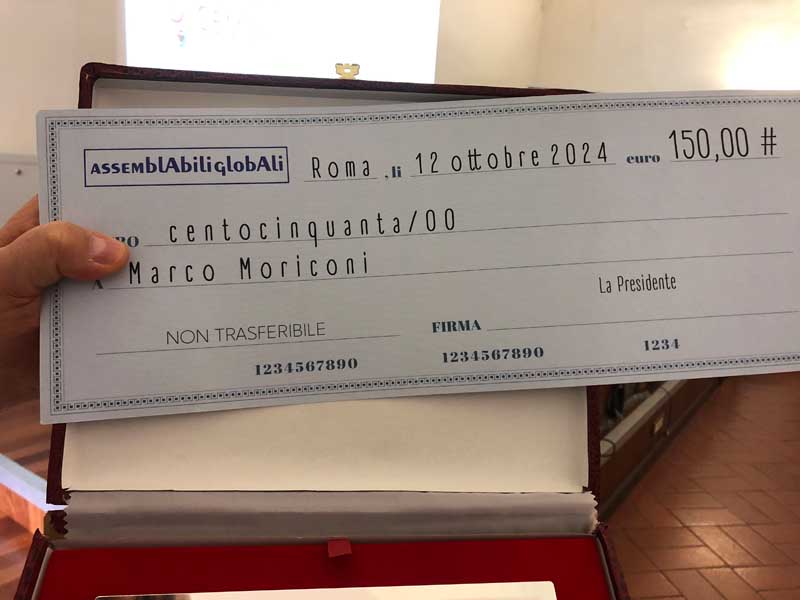 ASSEMBlABiliglobAli Roma , li 12 ottobre 2024 euro 150,00 #
centocinquanta/00
A Marco Moriconi
La Presidente
NON TRASFERIBILE FIRMA
1234567890 1234567890 1234